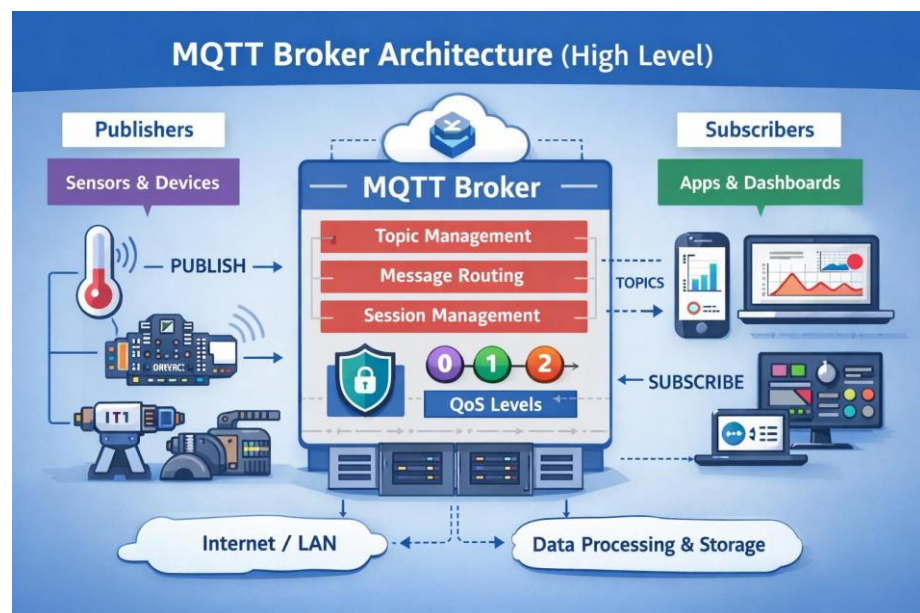 MQTT Broker Architecture (High Level)
Publishers
Subscribers
Sensors & Devices
MQTT Broker
Apps & Dashboards
Topic Management
PUBLISH
Message Routing
TOPICS
Session Management
0 1 2
SUBSCRIBE
QoS Levels
Internet / LAN
Data Processing & Storage